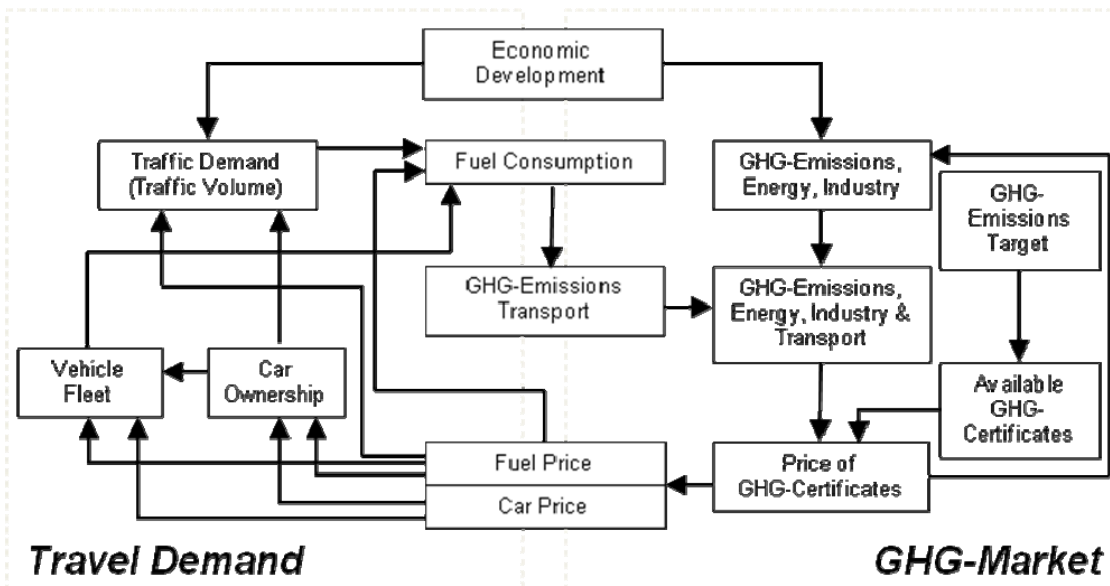 Economic
Development
Traffic Demand
(Traffic Volume)
Fuel Consumption
GHG-Emissions,
Energy, Industry
GHG-
Emissions
Target
GHG-Emissions
Transport
GHG-Emissions,
Energy, Industry &
Transport
Vehicle
Fleet
Car
Ownership
Available
GHG-
Certificates
Fuel Price
Car Price
Price of
GHG-Certificates
Travel Demand
GHG-Market